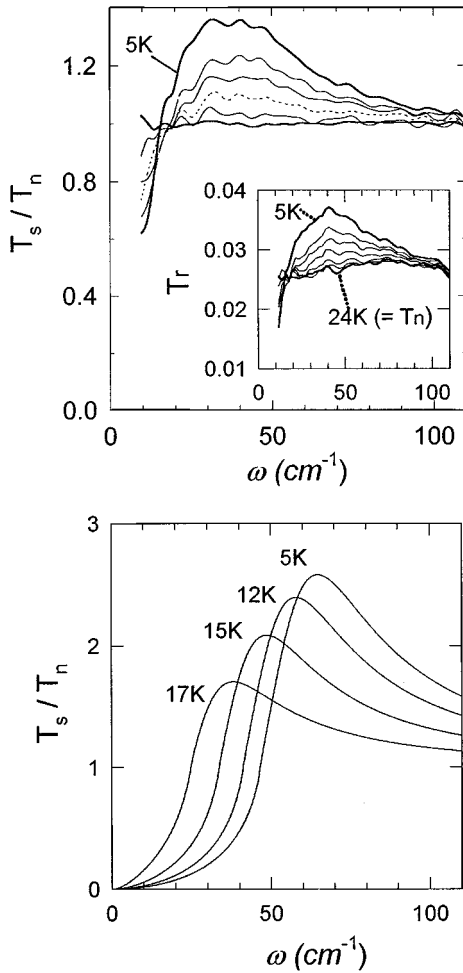 5K
1.2
0.8
0.4
0.0
T_s / T_n
0.04
0.03
0.02
0.01
Tr
5K
24K (= Tn)
0 50 100
0 50 100
ω (cm⁻¹)
3
2
1
0
T_s / T_n
5K
12K
15K
17K
0 50 100
ω (cm⁻¹)